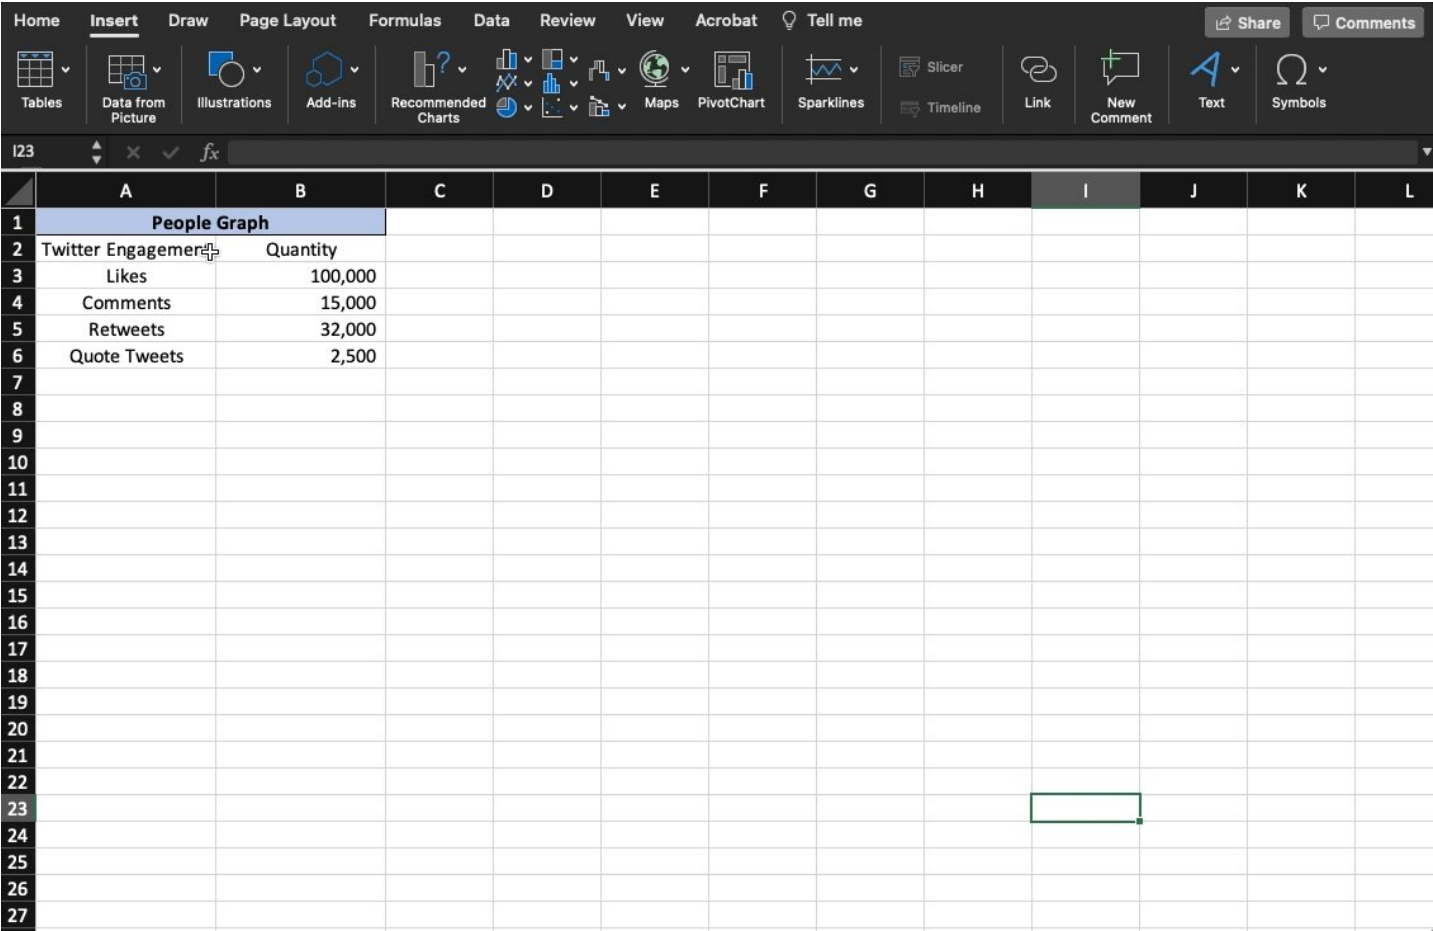 Home Insert Draw Page Layout Formulas Data Review View Acrobat Tell me Share Comments
Tables Data from Picture Illustrations Add-ins Recommended Charts Maps PivotChart Sparklines Slicer Timeline Link New Comment Text Symbols
I23 fx
A B C D E F G H I J K L
1 People Graph
2 Twitter Engagement Quantity
3 Likes 100,000
4 Comments 15,000
5 Retweets 32,000
6 Quote Tweets 2,500
7
8
9
10
11
12
13
14
15
16
17
18
19
20
21
22
23
24
25
26
27